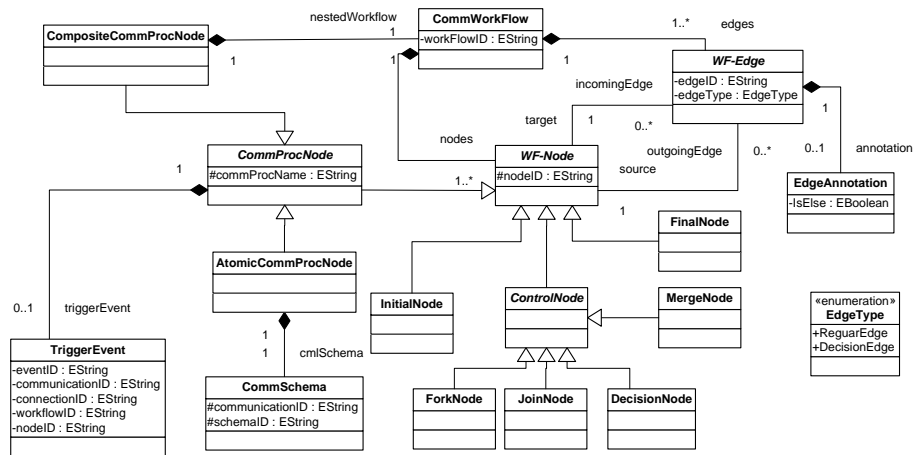 nestedWorkflow
CommWorkFlow
-workFlowID : EString
1..*
edges
CompositeCommProcNode
1
1
1
1
WF-Edge
-edgeID : EString
-edgeType : EdgeType
incomingEdge
1
target
1
0..*
nodes
outgoingEdge
0..*
0..1
annotation
CommProcNode
#commProcName : EString
1
1..*
WF-Node
#nodeID : EString
source
1
EdgeAnnotation
-IsElse : EBoolean
FinalNode
AtomicCommProcNode
InitialNode
ControlNode
MergeNode
«enumeration»
EdgeType
+ReguarEdge
+DecisionEdge
0..1
triggerEvent
1
1
cmlSchema
TriggerEvent
-eventID : EString
-communicationID : EString
-connectionID : EString
-workflowID : EString
-nodeID : EString
CommSchema
#communicationID : EString
#schemaID : EString
ForkNode
JoinNode
DecisionNode